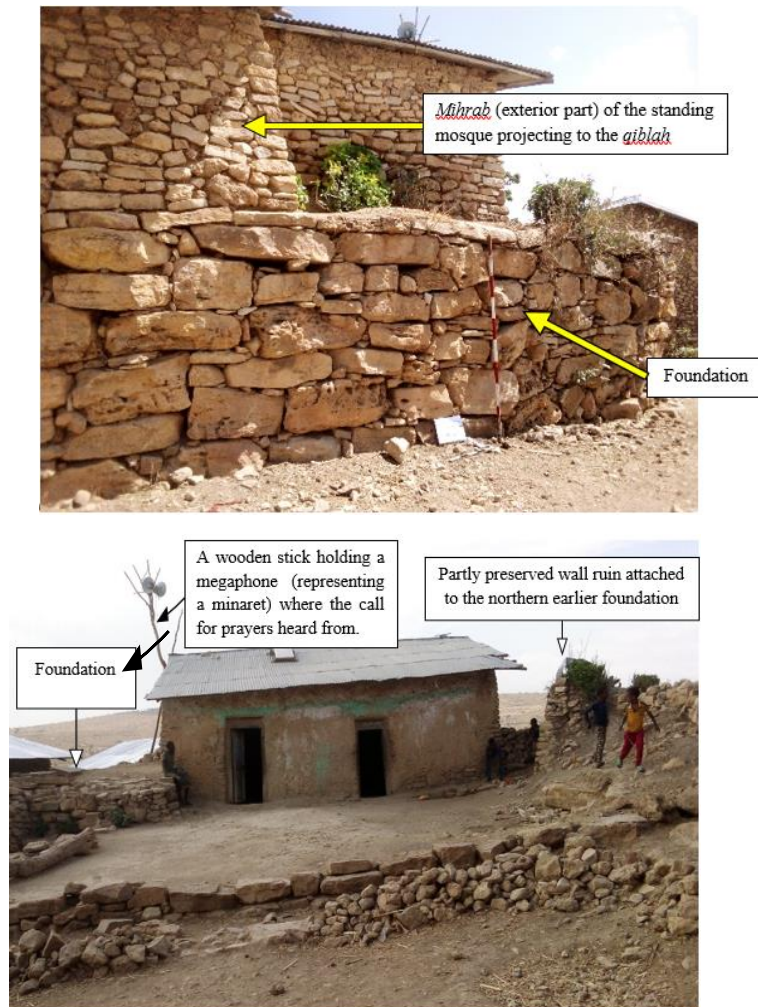 Mihrab (exterior part) of the standing
mosque projecting to the qiblah
Foundation
A wooden stick holding a
megaphone (representing
a minaret) where the call
for prayers heard from.
Partly preserved wall ruin attached
to the northern earlier foundation
Foundation